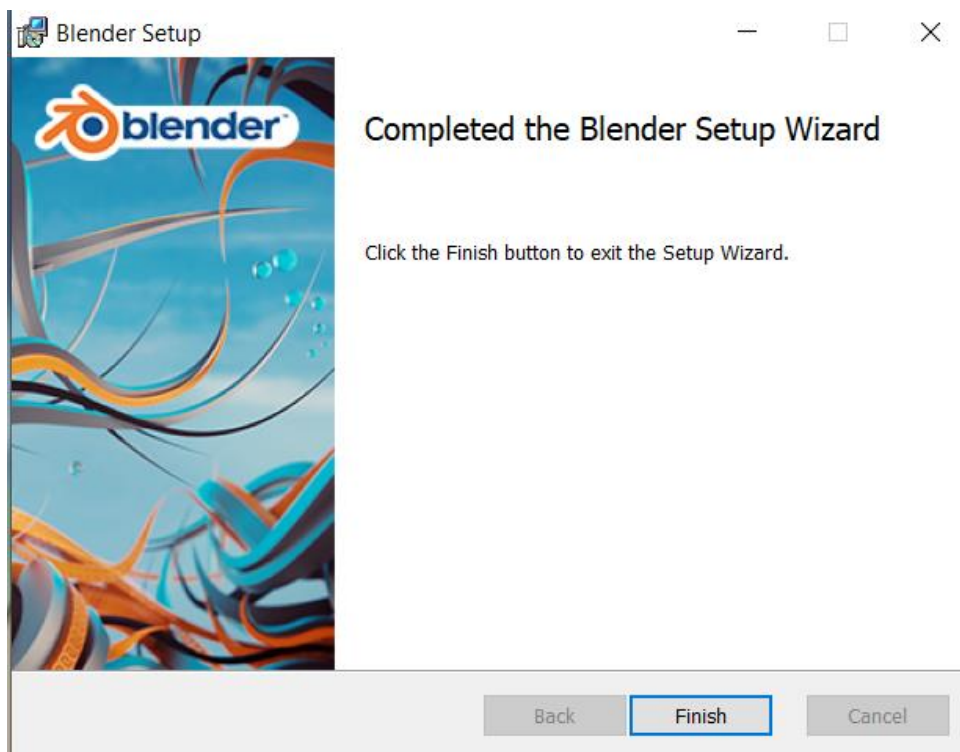 Blender Setup
blender
Completed the Blender Setup Wizard
Click the Finish button to exit the Setup Wizard.
Back Finish Cancel